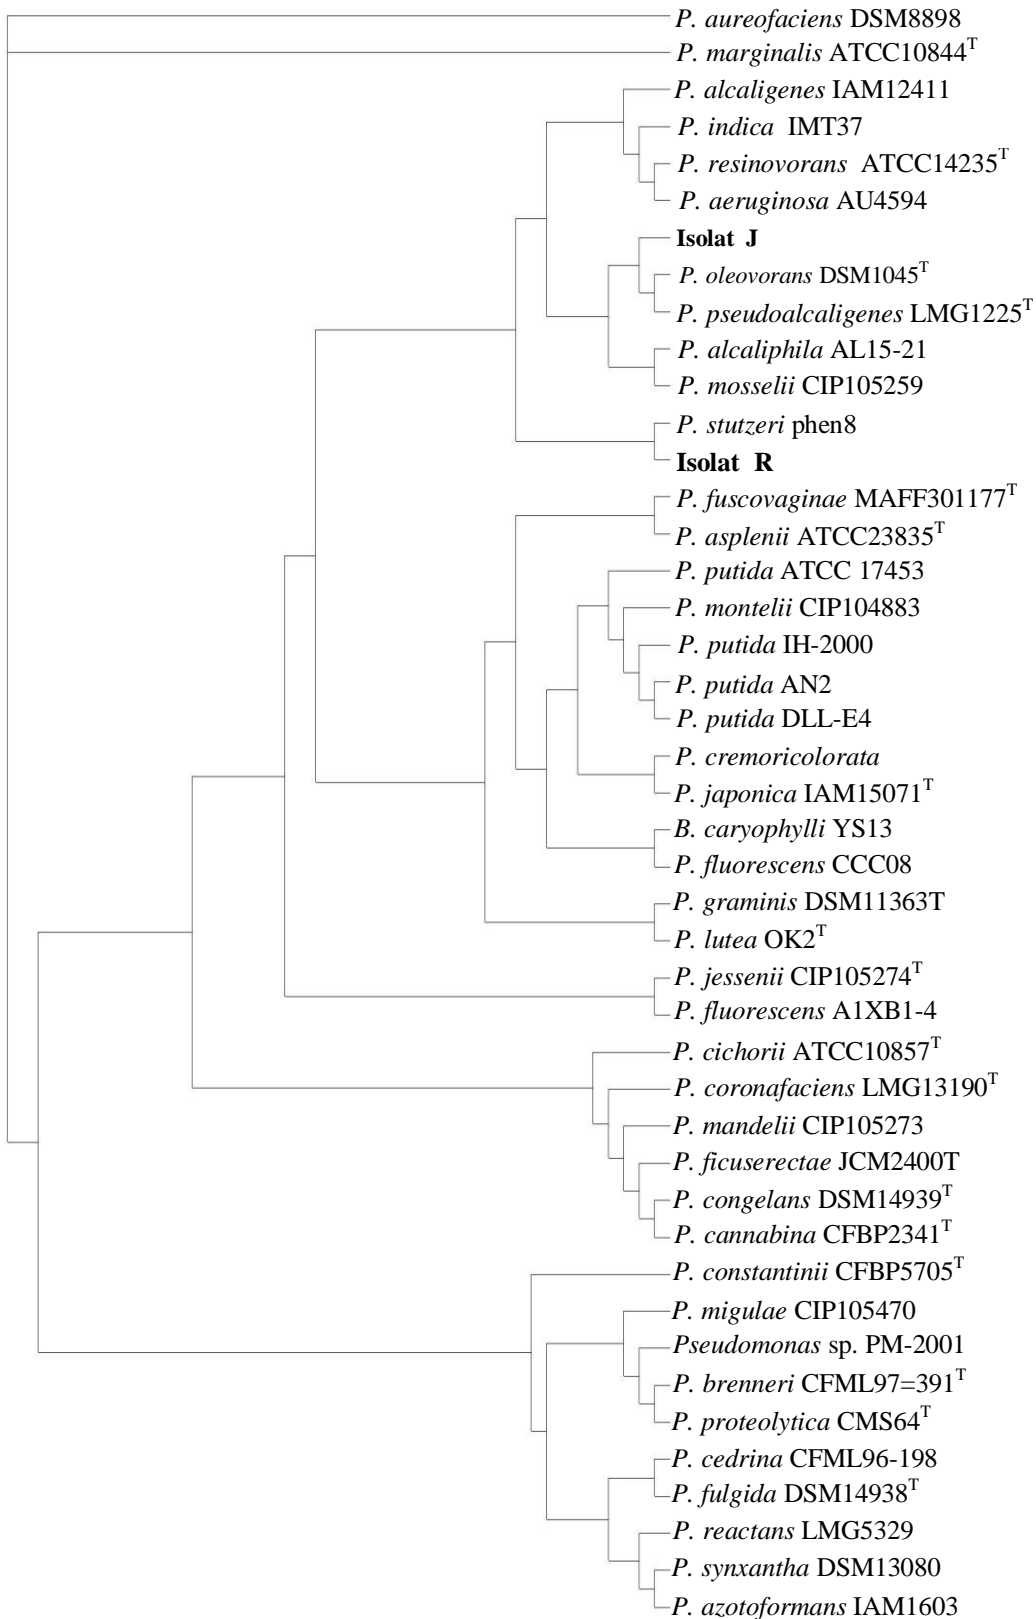 P. aureofaciens DSM8898
P. marginalis ATCC10844T
P. alcaligenes IAM12411
P. indica IMT37
P. resinovorans ATCC14235T
P. aeruginosa AU4594
Isolat J
P. oleovorans DSM1045T
P. pseudoalcaligenes LMG1225T
P. alcaliphila AL15-21
P. mosselii CIP105259
P. stutzeri phen8
Isolat R
P. fuscovaginae MAFF301177T
P. asplenii ATCC23835T
P. putida ATCC 17453
P. montelii CIP104883
P. putida IH-2000
P. putida AN2
P. putida DLL-E4
P. cremoricolorata
P. japonica IAM15071T
B. caryophylli YS13
P. fluorescens CCC08
P. graminis DSM11363T
P. lutea OK2T
P. jessenii CIP105274T
P. fluorescens A1XB1-4
P. cichorii ATCC10857T
P. coronafaciens LMG13190T
P. mandelii CIP105273
P. ficuserectae JCM2400T
P. congelans DSM14939T
P. cannabina CFBP2341T
P. constantinii CFBP5705T
P. migulae CIP105470
Pseudomonas sp. PM-2001
P. brenneri CFML97=391T
P. proteolytica CMS64T
P. cedrina CFML96-198
P. fulgida DSM14938T
P. reactans LMG5329
P. synxantha DSM13080
P. azotoformans IAM1603